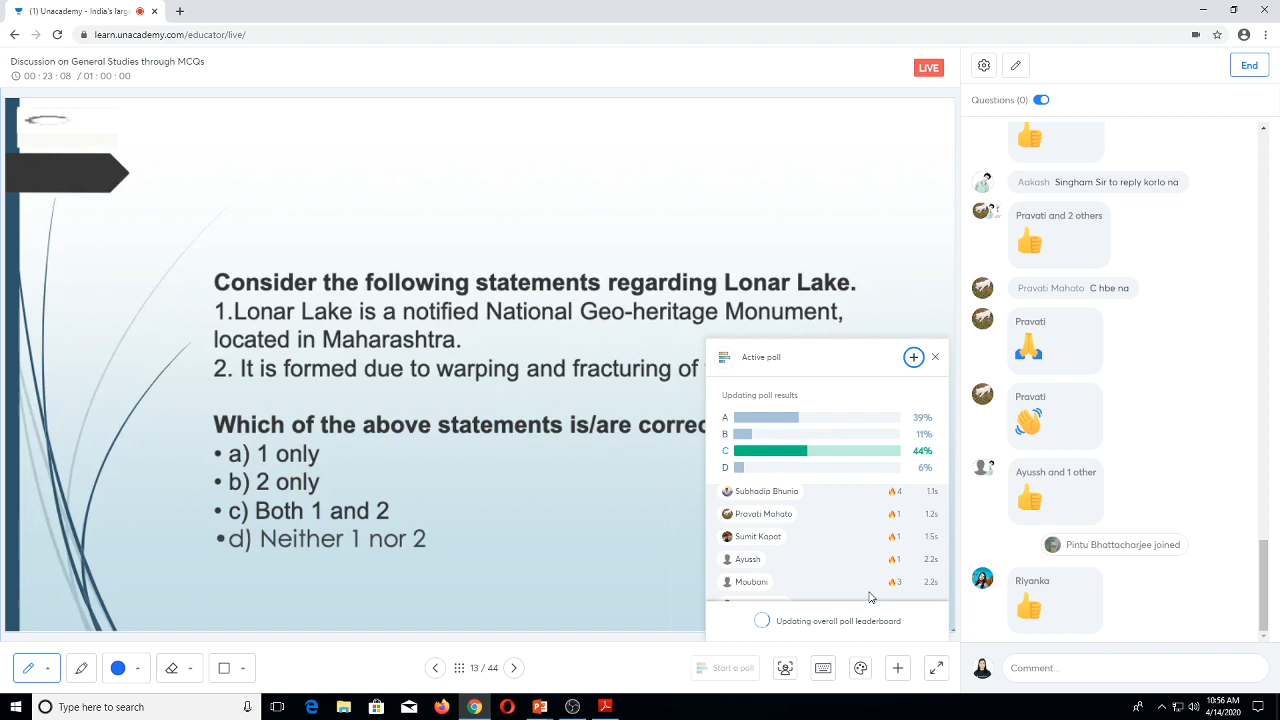 (1) Unacademy - India's larg
learn.unacademy.com/educator/live/
Discussion on General Studies through MCQs
00 : 23 : 08 / 01 : 00 : 00
LIVE
End
Questions (0)
Aakash Singham Sir to reply korlo na
Pravati and 2 others
Pravati Mahato C hbe na
Pravati
Pravati
Ayussh and 1 other
Pintu Bhattacharjee joined
Riyanka
Consider the following statements regarding Lonar Lake.
1.Lonar Lake is a notified National Geo-heritage Monument,
located in Maharashtra.
2. It is formed due to warping and fracturing of
Which of the above statements is/are correc
• a) 1 only
• b) 2 only
• c) Both 1 and 2
•d) Neither 1 nor 2
Active poll
Updating poll results
A 39%
B 11%
C 44%
D 6%
Subhadip Bhunia 4 1.1s
Pravati Mahato 1 1.2s
Sumit Kapat 1 1.5s
Ayussh 1 2.2s
Moubani 3 2.2s
Updating overall poll leaderboard
13 / 44
Start a poll
Comment...
Type here to search
10:56 AM
4/14/2020